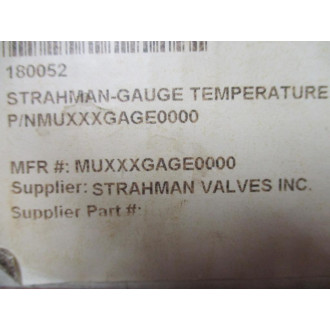 180052
STRAHMAN-GAUGE TEMPERATURE
P/NMUXXXGAGE0000
MFR #: MUXXXGAGE0000
Supplier: STRAHMAN VALVES INC.
Supplier Part #: